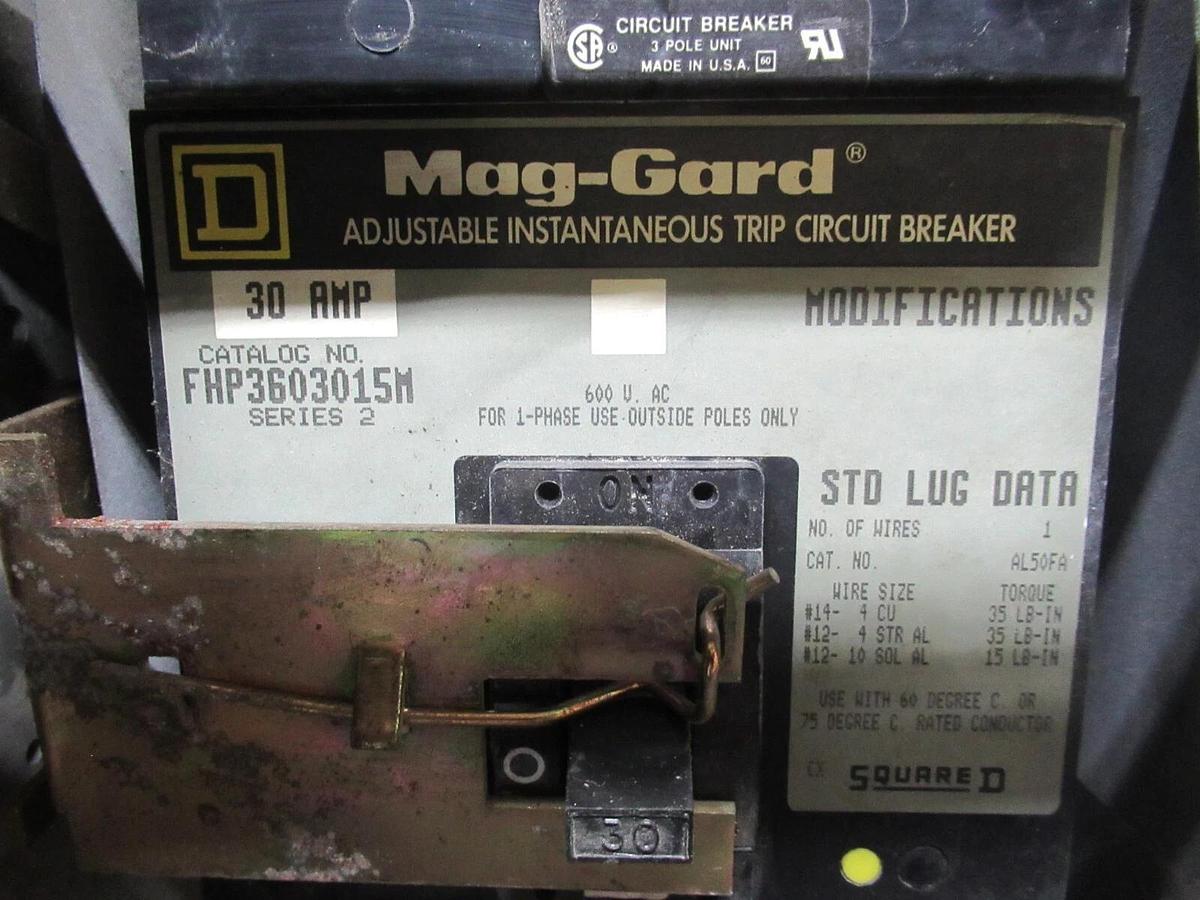 CIRCUIT BREAKER
SA ®
3 POLE UNIT
MADE IN U.S.A. 60
D
Mag-Gard®
ADJUSTABLE INSTANTANEOUS TRIP CIRCUIT BREAKER
30 AMP
MODIFICATIONS
CATALOG NO.
FHP3603015M
SERIES 2
600 V. AC
FOR 1-PHASE USE-OUTSIDE POLES ONLY
ON
STD LUG DATA
NO. OF WIRES 1
CAT. NO. AL50FA
WIRE SIZE TORQUE
#14- 4 CU 35 LB-IN
#12- 4 STR AL 35 LB-IN
#12- 10 SOL AL 15 LB-IN
USE WITH 60 DEGREE C. OR
75 DEGREE C. RATED CONDUCTOR
SQUARE D
O
30